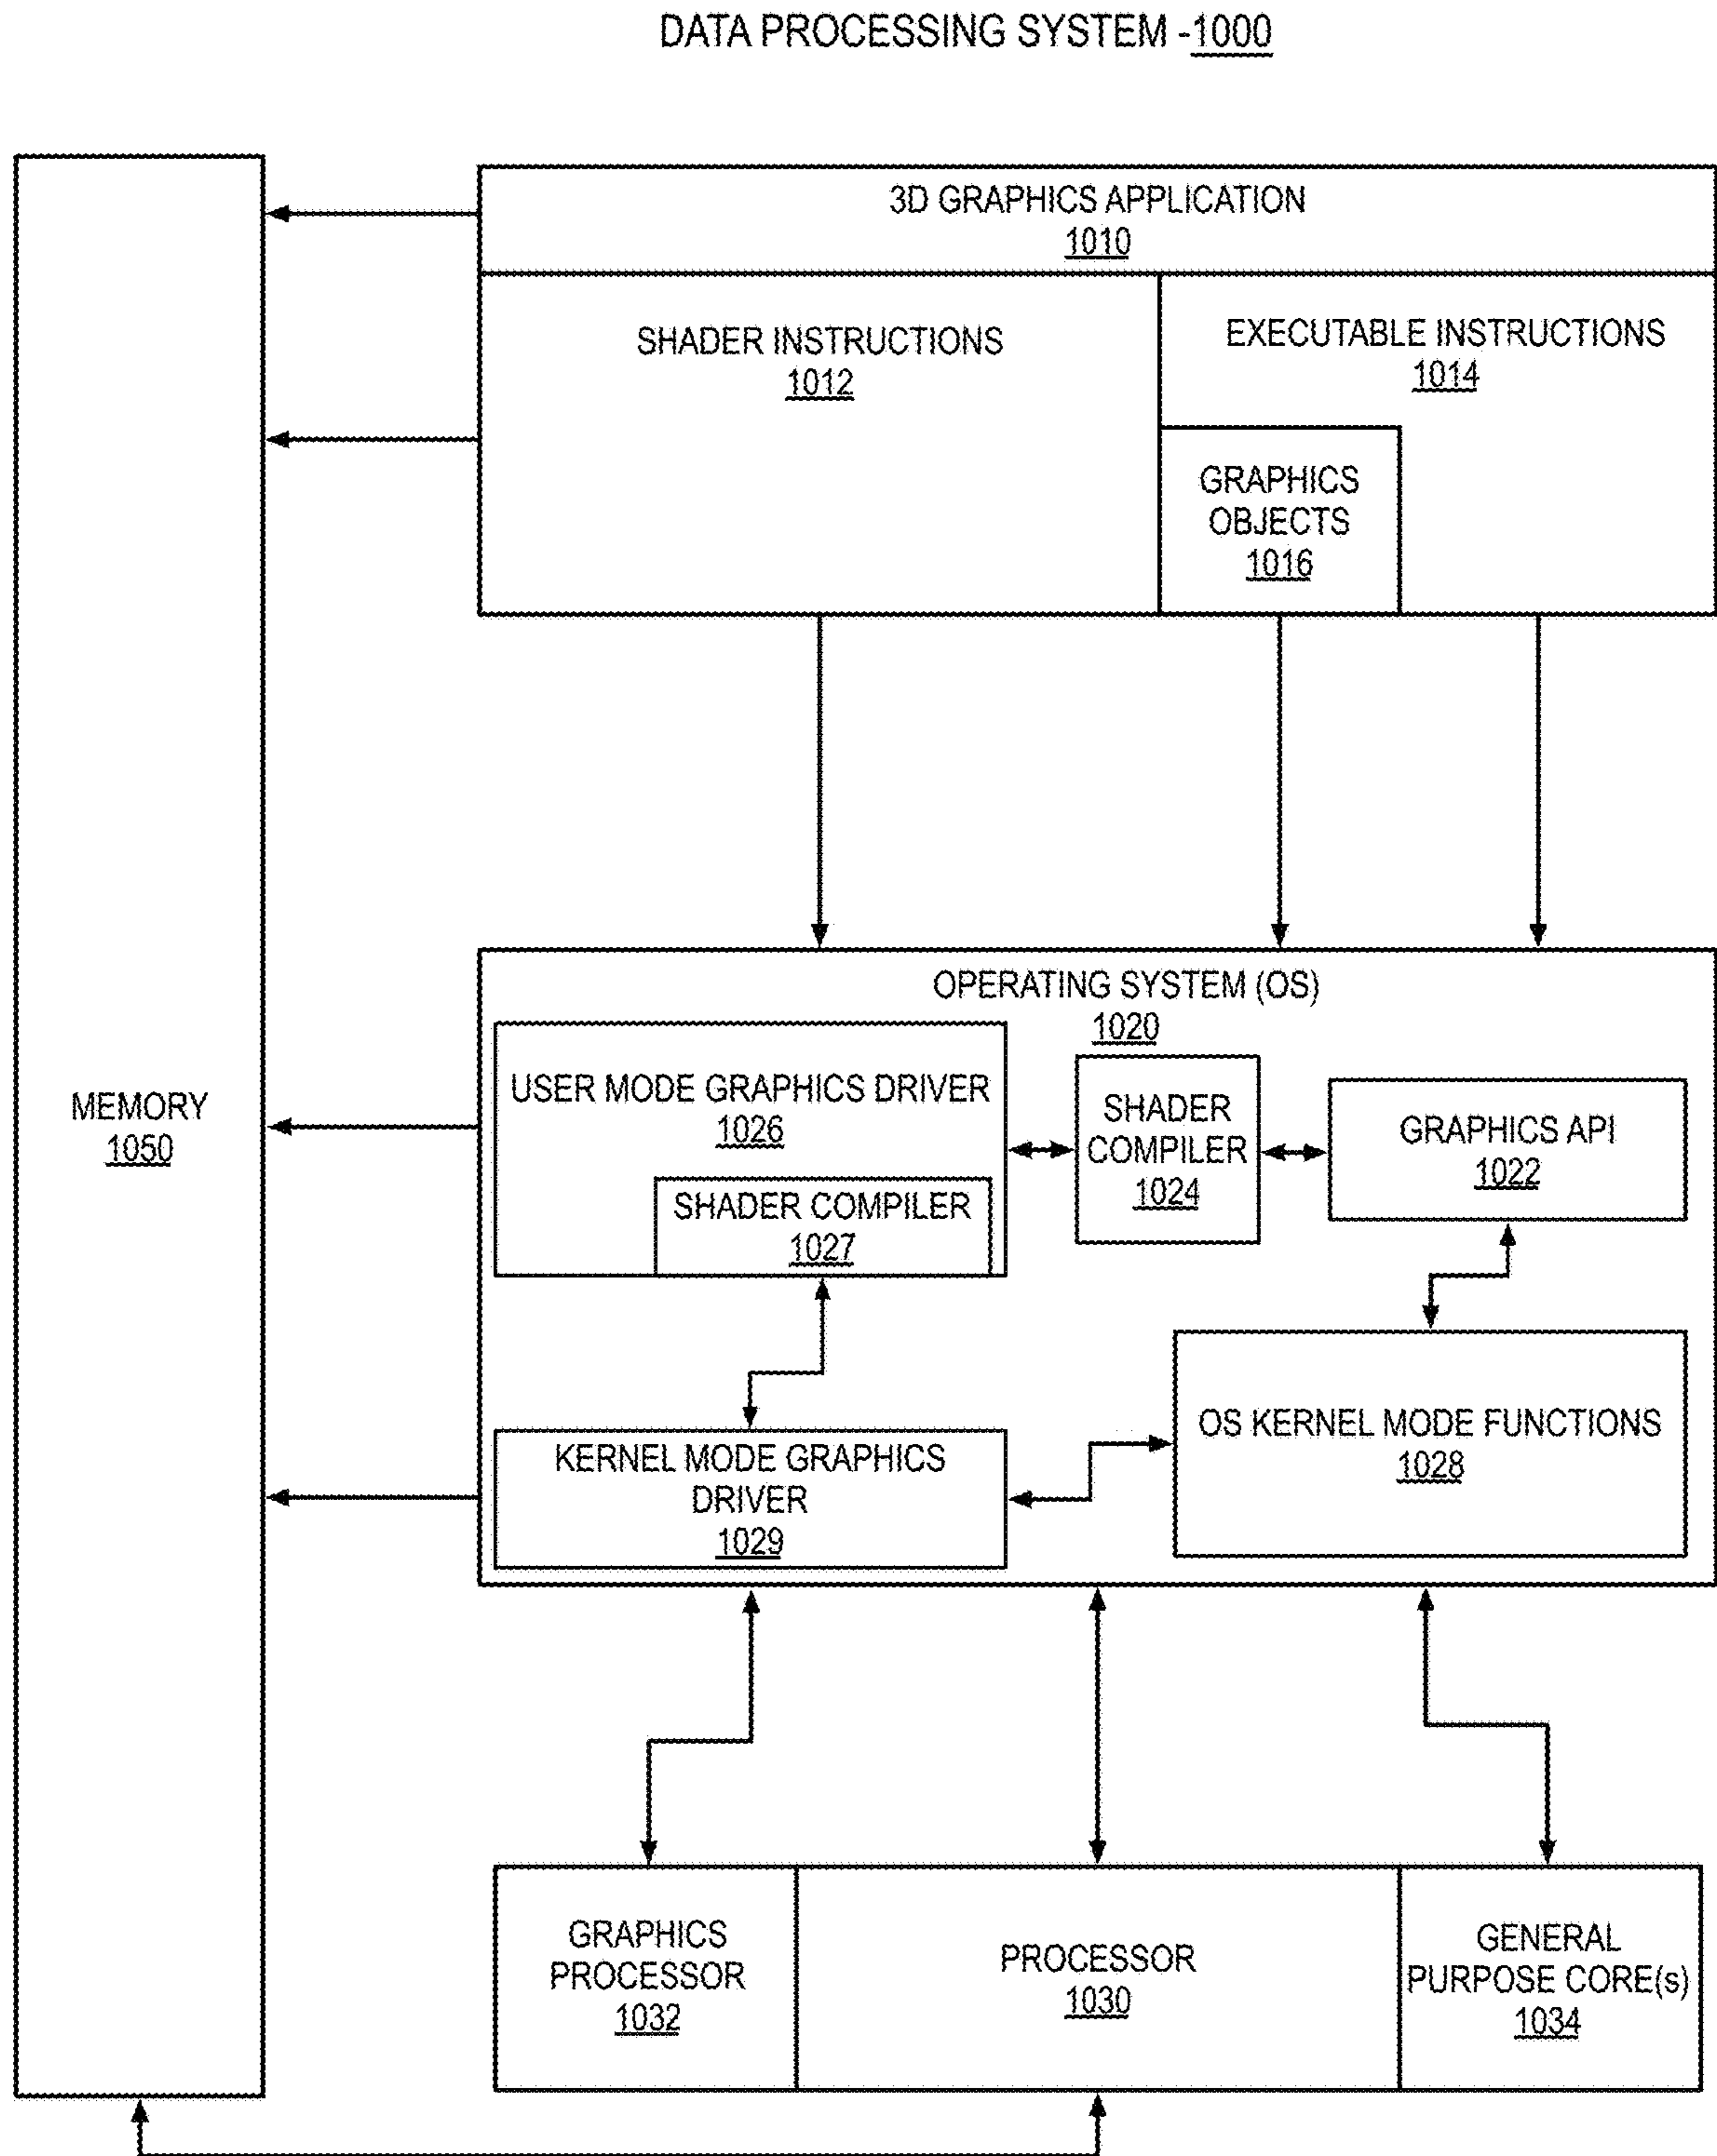 DATA PROCESSING SYSTEM -1000
3D GRAPHICS APPLICATION
1010
SHADER INSTRUCTIONS
1012
EXECUTABLE INSTRUCTIONS
1014
GRAPHICS
OBJECTS
1016
MEMORY
1050
OPERATING SYSTEM (OS)
1020
USER MODE GRAPHICS DRIVER
1026
SHADER COMPILER
1027
SHADER
COMPILER
1024
GRAPHICS API
1022
KERNEL MODE GRAPHICS
DRIVER
1029
OS KERNEL MODE FUNCTIONS
1028
GRAPHICS
PROCESSOR
1032
PROCESSOR
1030
GENERAL
PURPOSE CORE(s)
1034